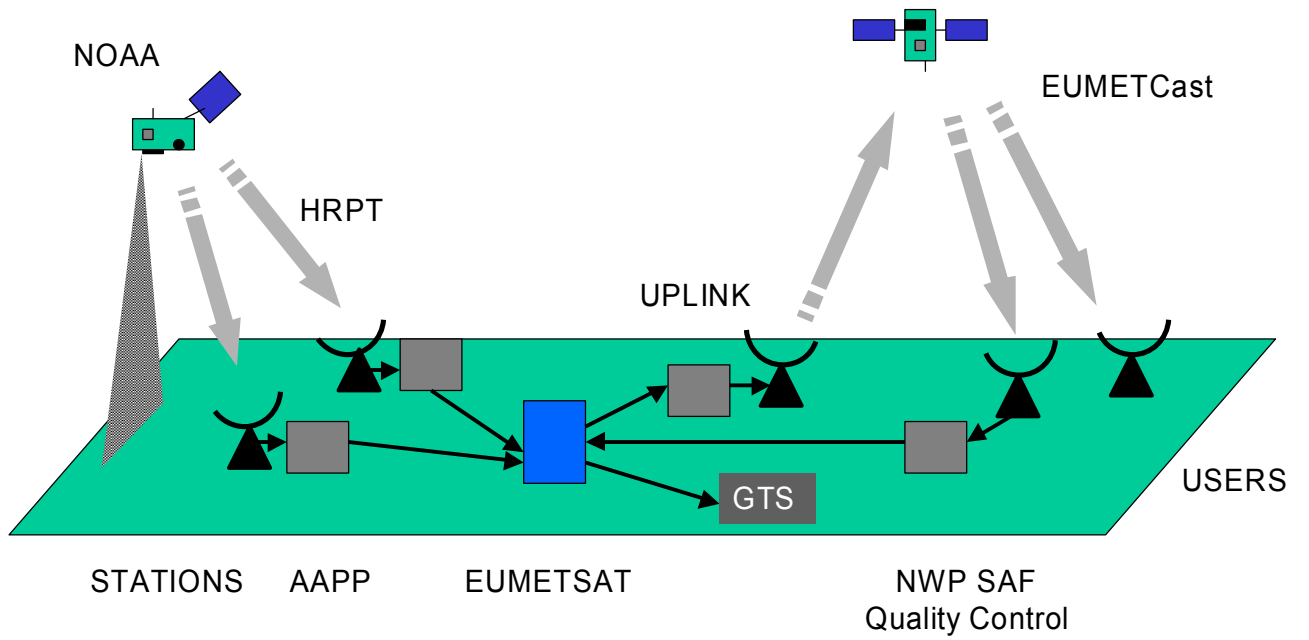 NOAA
EUMETCast
HRPT
UPLINK
GTS
USERS
STATIONS
AAPP
EUMETSAT
NWP SAF
Quality Control